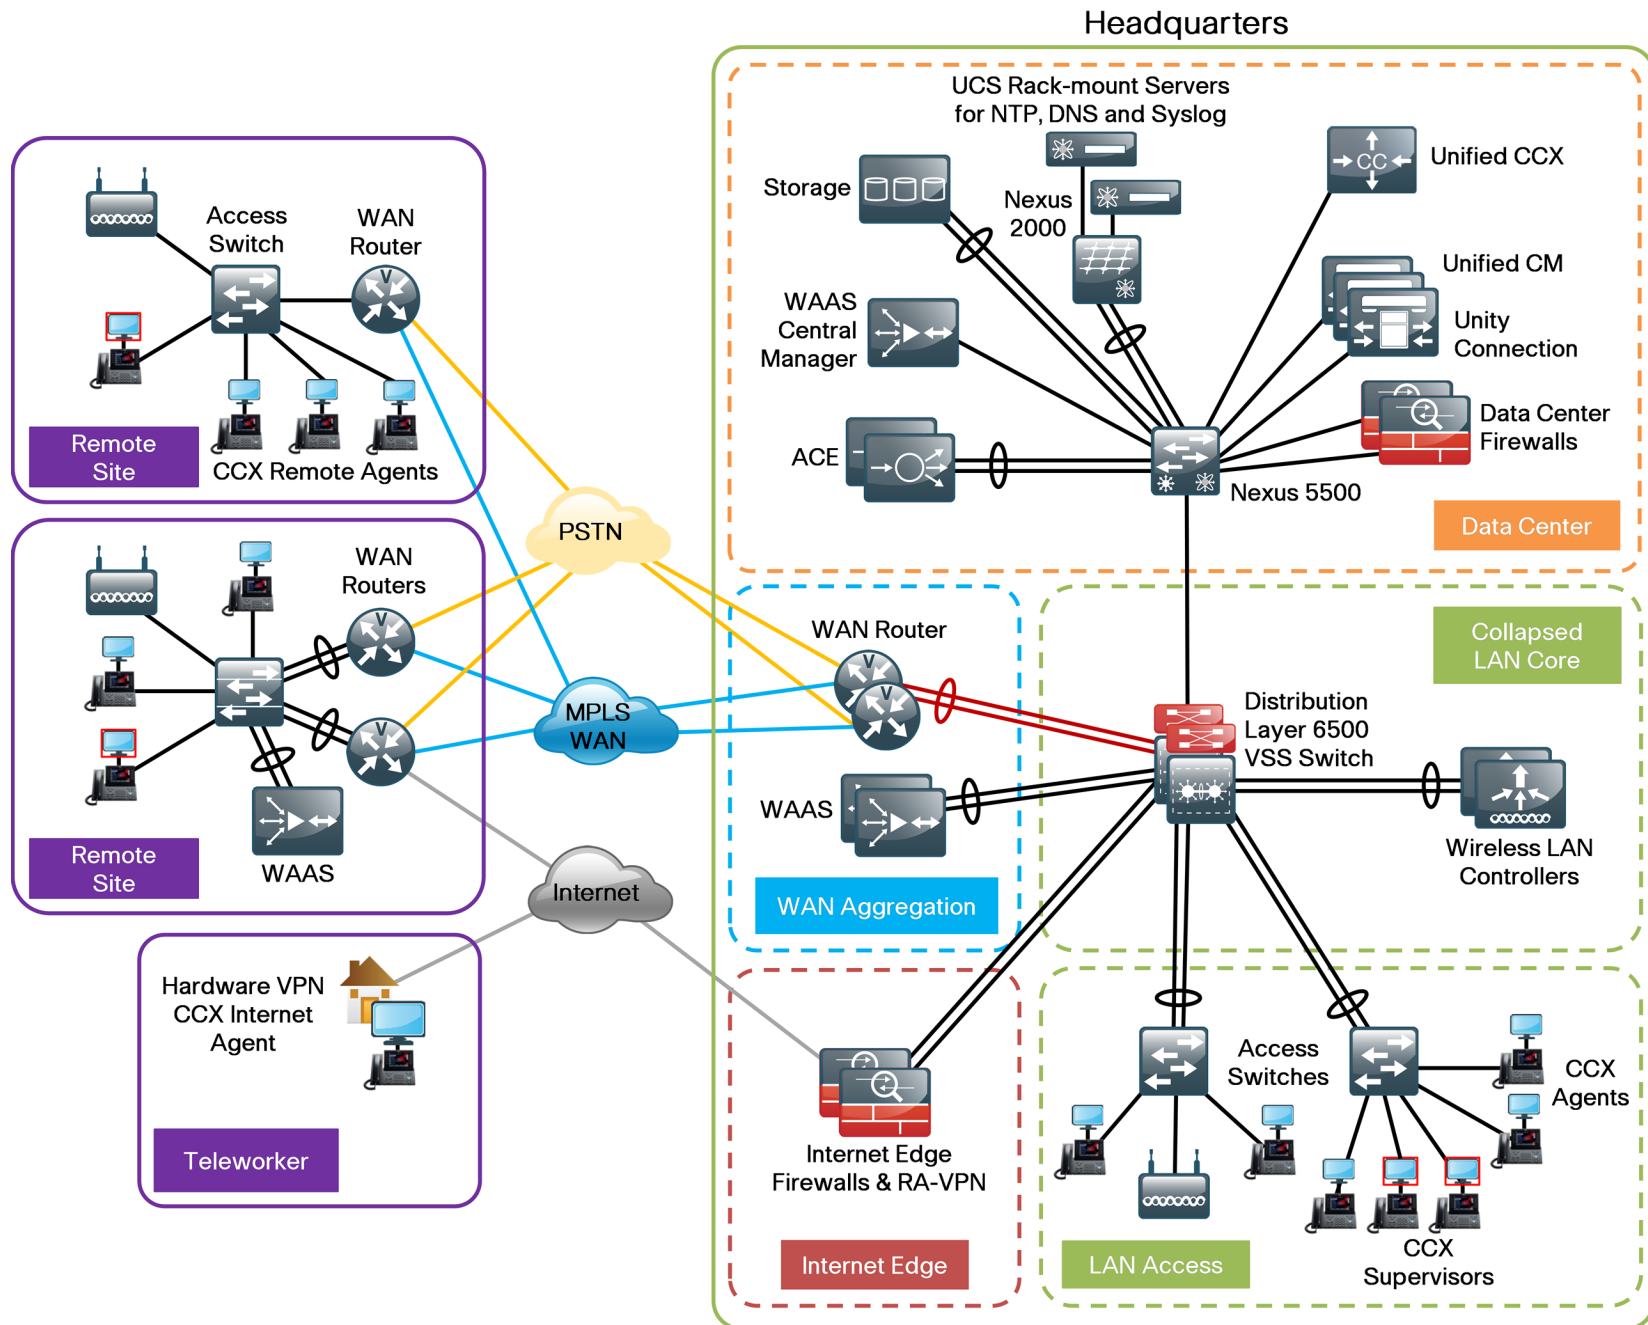 Headquarters
UCS Rack-mount Servers
for NTP, DNS and Syslog
Storage
Nexus
2000
Unified CCX
WAAS
Central
Manager
Unified CM
Unity
Connection
ACE
Data Center
Firewalls
CC
Nexus 5500
Data Center
Access
Switch
WAN
Router
V
Remote
Site
CCX Remote Agents
PSTN
WAN
Routers
V
V
MPLS
WAN
WAAS
Remote
Site
Internet
Hardware VPN
CCX Internet
Agent
Teleworker
WAN Router
V
V
WAAS
WAN Aggregation
Collapsed
LAN Core
Distribution
Layer 6500
VSS Switch
Wireless LAN
Controllers
Internet Edge
Firewalls & RA-VPN
Internet Edge
Access
Switches
CCX
Agents
CCX
Supervisors
LAN Access